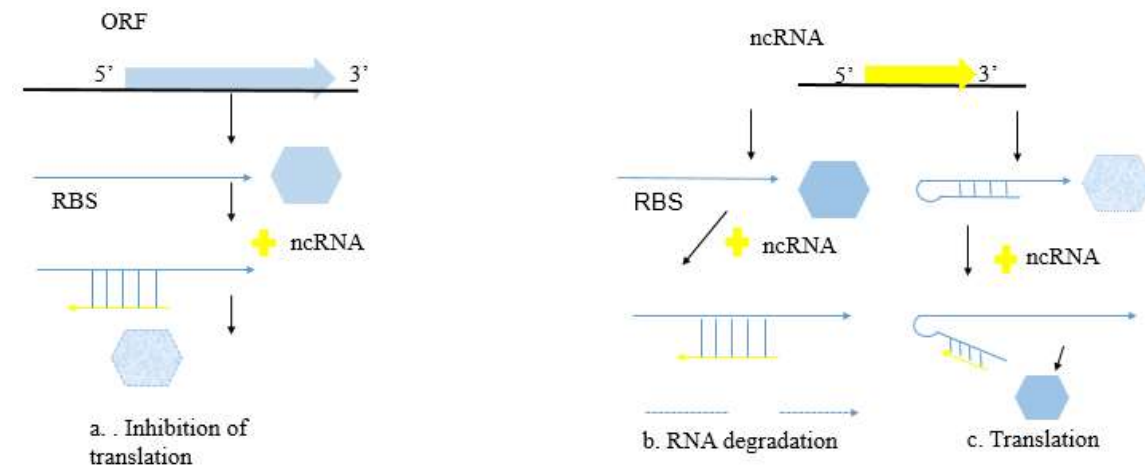 ORF
5’ 3’
RBS
ncRNA
a. . Inhibition of
translation
ncRNA
5’ 3’
RBS
ncRNA
ncRNA
b. RNA degradation
c. Translation